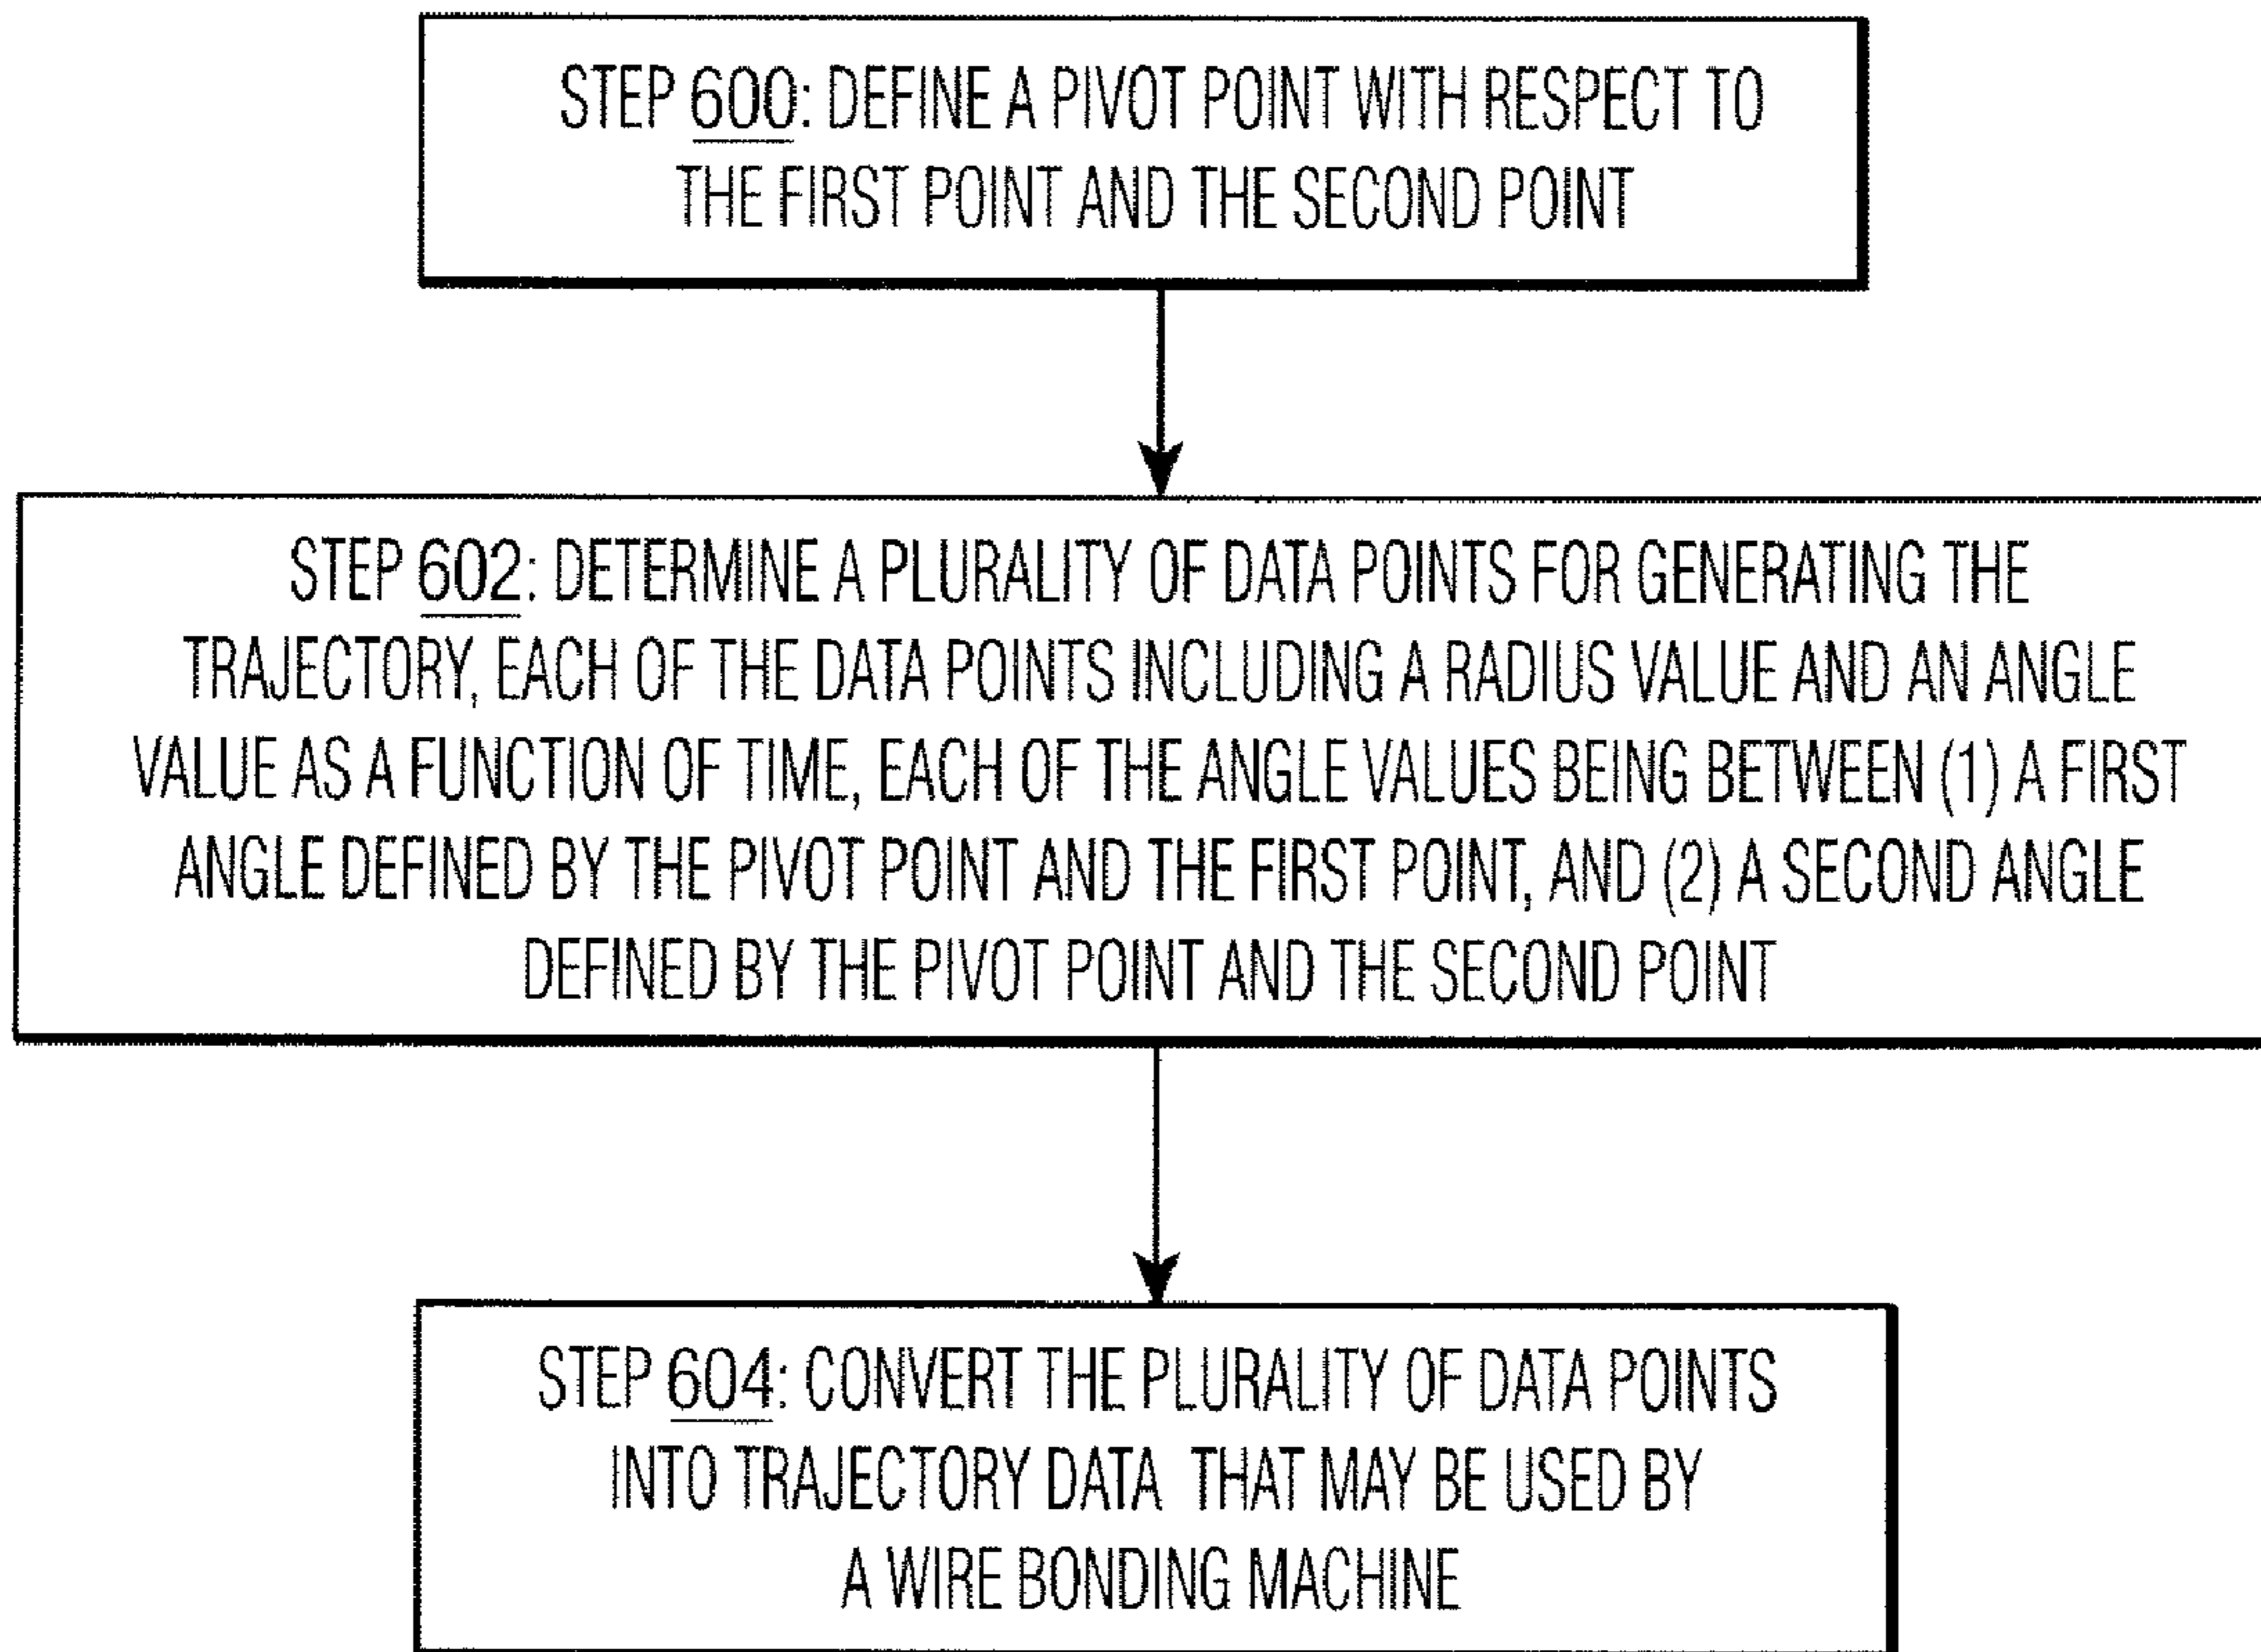 STEP 600: DEFINE A PIVOT POINT WITH RESPECT TO
THE FIRST POINT AND THE SECOND POINT
STEP 602: DETERMINE A PLURALITY OF DATA POINTS FOR GENERATING THE
TRAJECTORY, EACH OF THE DATA POINTS INCLUDING A RADIUS VALUE AND AN ANGLE
VALUE AS A FUNCTION OF TIME, EACH OF THE ANGLE VALUES BEING BETWEEN (1) A FIRST
ANGLE DEFINED BY THE PIVOT POINT AND THE FIRST POINT, AND (2) A SECOND ANGLE
DEFINED BY THE PIVOT POINT AND THE SECOND POINT
STEP 604: CONVERT THE PLURALITY OF DATA POINTS
INTO TRAJECTORY DATA THAT MAY BE USED BY
A WIRE BONDING MACHINE